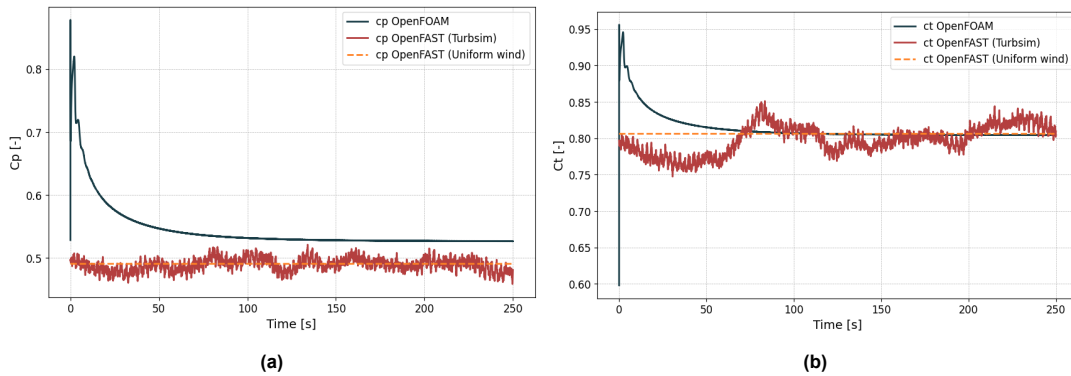 cp OpenFOAM
cp OpenFAST (Turbsim)
cp OpenFAST (Uniform wind)
0.8
0.7
0.6
0.5
Cp [-]
0
50
100
150
200
250
Time [s]
(a)
ct OpenFOAM
ct OpenFAST (Turbsim)
ct OpenFAST (Uniform wind)
0.95
0.90
0.85
0.80
0.75
0.70
0.65
0.60
Ct [-]
0
50
100
150
200
250
Time [s]
(b)